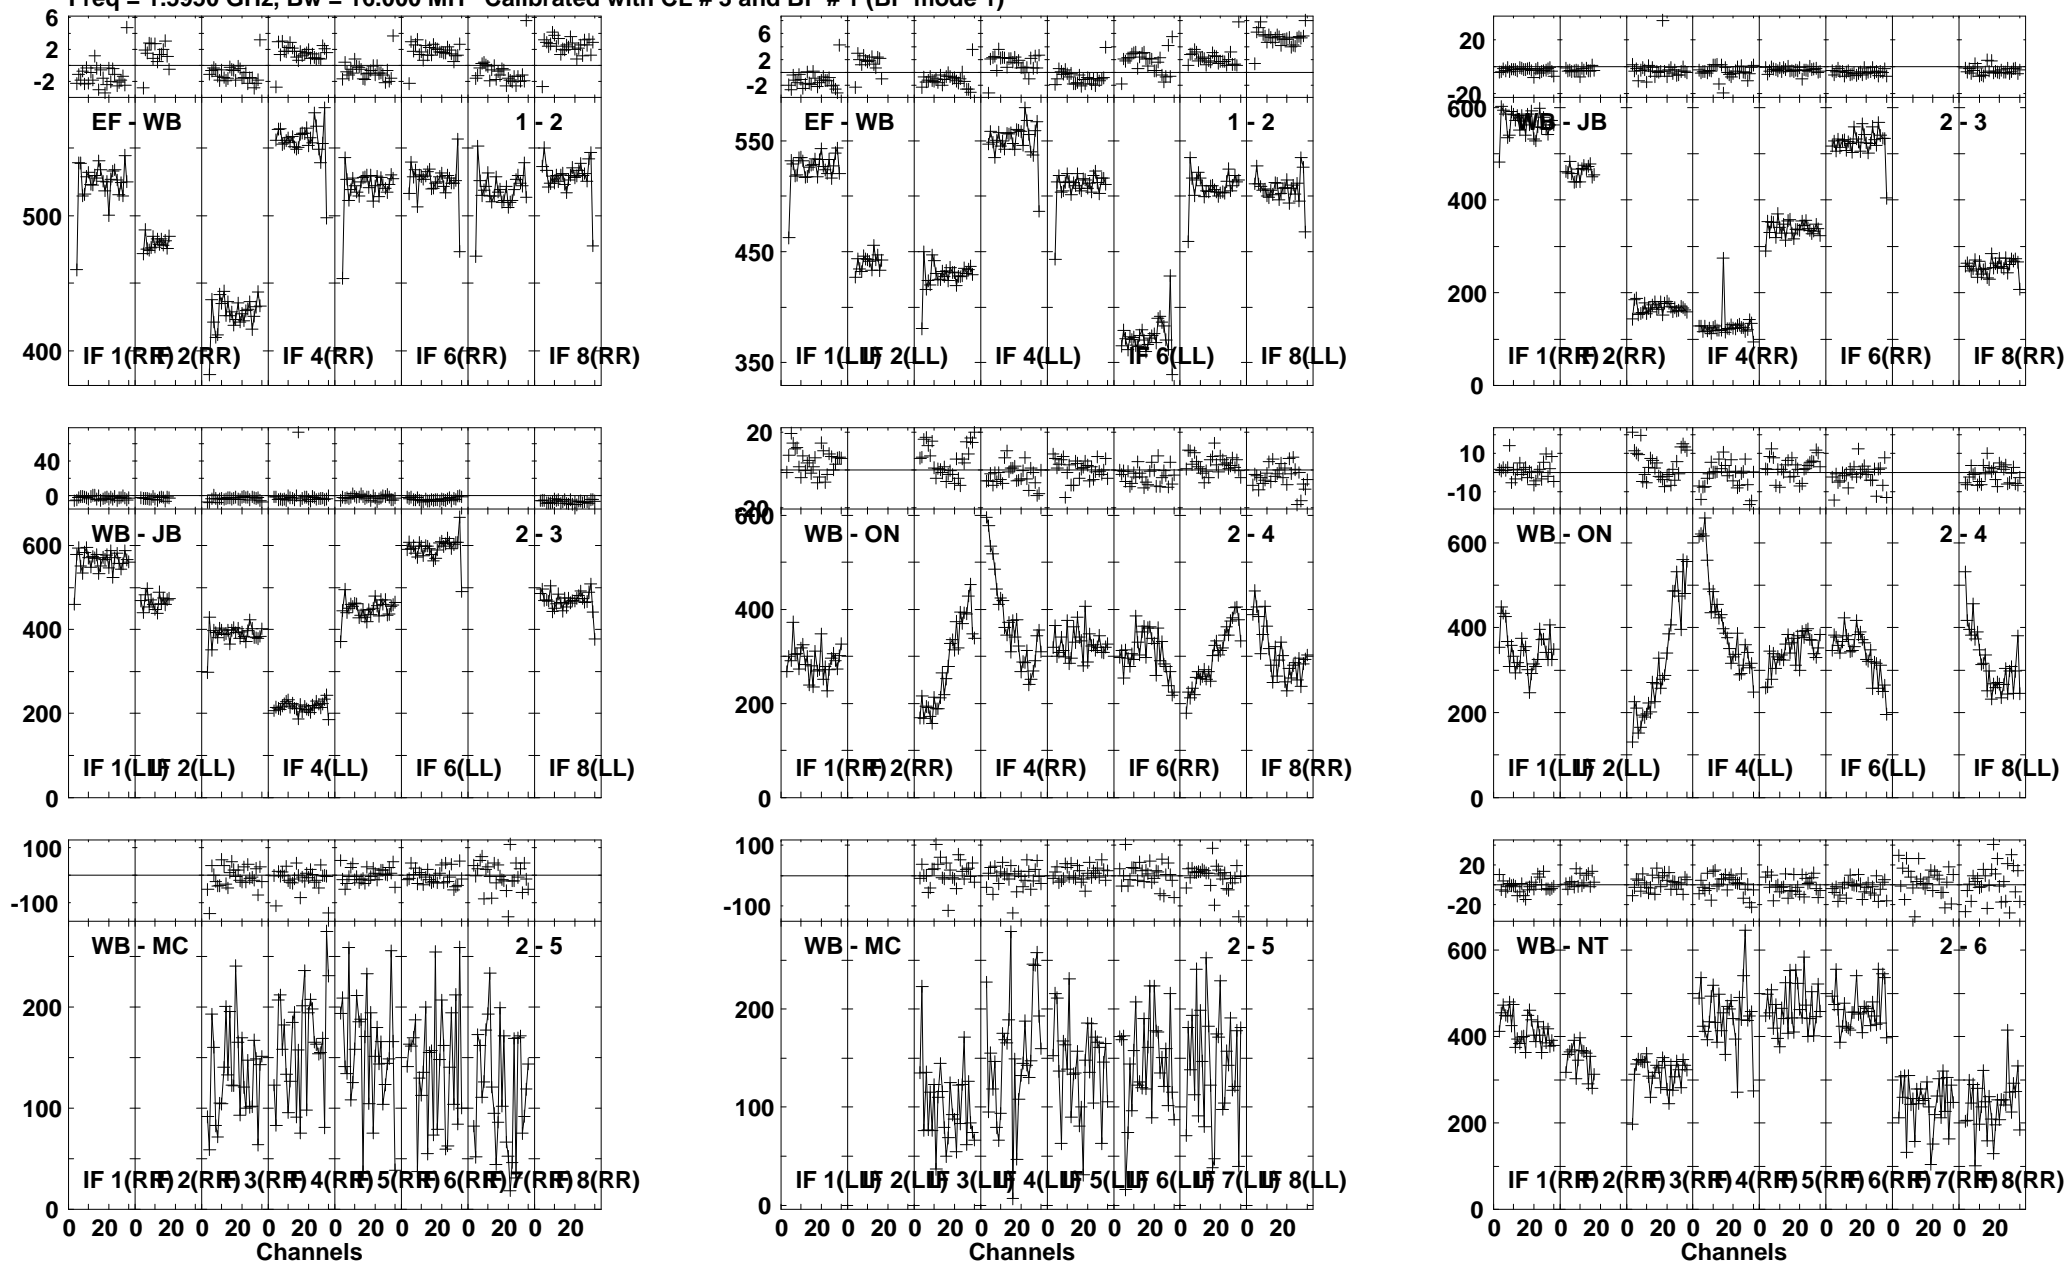 Freq = 1.5950 GHz, Bw = 16.000 MH Calibrated with CL # 3 and BP # 1 (BP mode 1)
6
2
-2
EF - WB 1 - 2
500
400
IF 1(RR) IF 2(RR) IF 4(RR) IF 6(RR) IF 8(RR)
6
2
-2
EF - WB 1 - 2
550
450
350
IF 1(LL) IF 2(LL) IF 4(LL) IF 6(LL) IF 8(LL)
20
-20
600
WB - JB 2 - 3
400
200
0
IF 1(RR) IF 2(RR) IF 4(RR) IF 6(RR) IF 8(RR)
40
0
WB - JB 2 - 3
600
400
200
0
IF 1(LL) IF 2(LL) IF 4(LL) IF 6(LL) IF 8(LL)
20
-20
600
WB - ON 2 - 4
400
200
0
IF 1(RR) IF 2(RR) IF 4(RR) IF 6(RR) IF 8(RR)
10
-10
WB - ON 2 - 4
600
400
200
0
IF 1(LL) IF 2(LL) IF 4(LL) IF 6(LL) IF 8(LL)
100
-100
WB - MC 2 - 5
200
100
0
IF 1(RR) IF 2(RR) IF 3(RR) IF 4(RR) IF 5(RR) IF 6(RR) IF 7(RR) IF 8(RR)
0 20 0 20 0 20 0 20 0 20 0 20 0 20 0 20
Channels
100
-100
WB - MC 2 - 5
200
100
0
IF 1(LL) IF 2(LL) IF 3(LL) IF 4(LL) IF 5(LL) IF 6(LL) IF 7(LL) IF 8(LL)
0 20 0 20 0 20 0 20 0 20 0 20 0 20 0 20
Channels
20
-20
WB - NT 2 - 6
600
400
200
0
IF 1(RR) IF 2(RR) IF 3(RR) IF 4(RR) IF 5(RR) IF 6(RR) IF 7(RR) IF 8(RR)
0 20 0 20 0 20 0 20 0 20 0 20 0 20 0 20
Channels